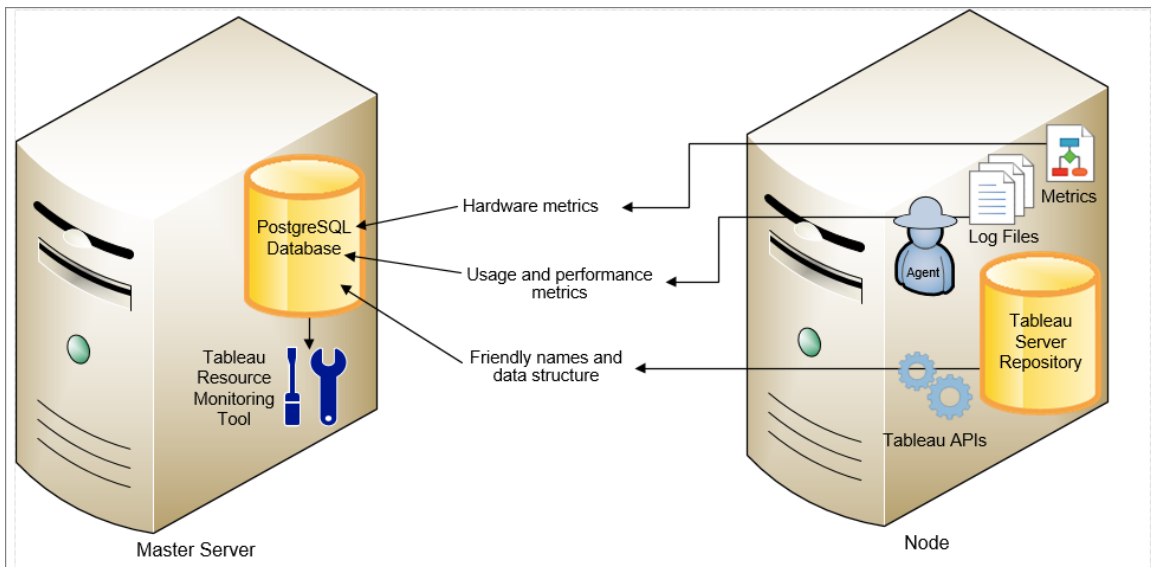 PostgreSQL
Database
Tableau
Resource
Monitoring
Tool
Master Server
Hardware metrics
Usage and performance
metrics
Friendly names and
data structure
Metrics
Log Files
Agent
Tableau
Server
Repository
Tableau APIs
Node